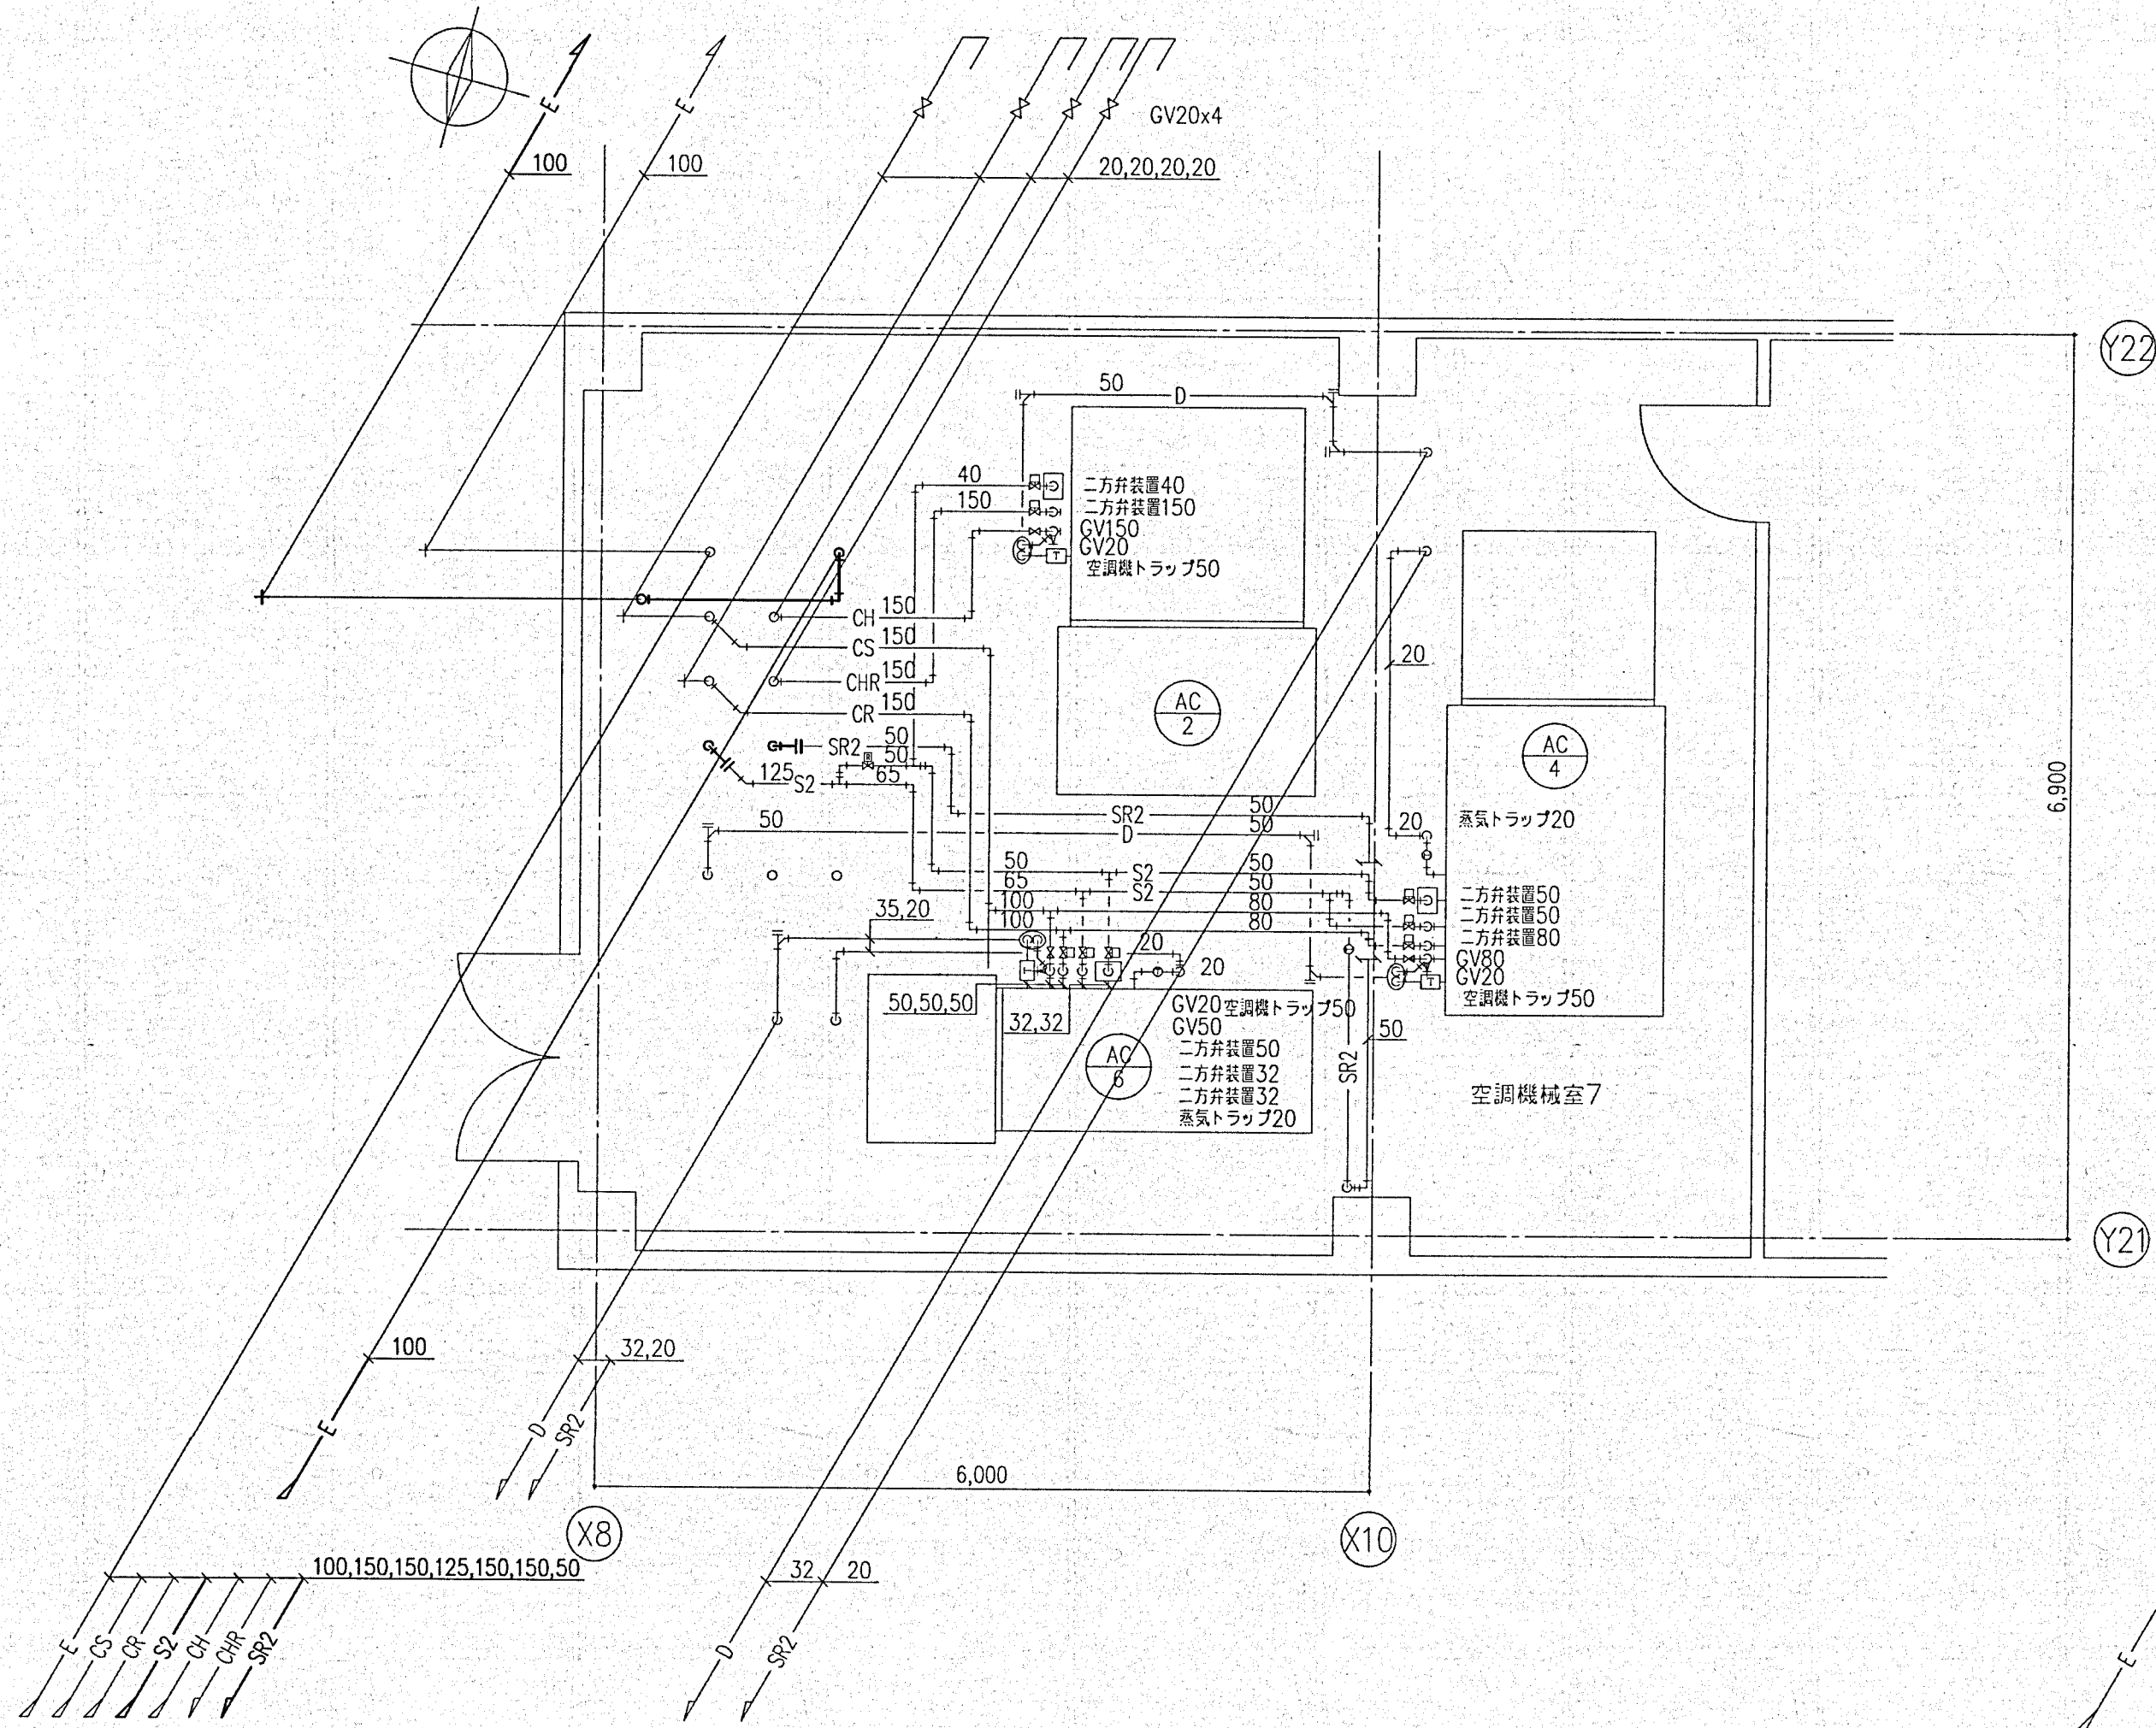 E
E
GV20x4
100
100
20,20,20,20
Y22
50
D
40
150
二方弁装置40
二方弁装置150
GV150
GV20
空調機トラップ50
T
CH 150
CS 150
CHR 150
CR 150
SR2 50
50
125 S2 65
AC
2
20
AC
4
6,900
SR2 50
D 50
50
20
蒸気トラップ20
50 S2 50
65 S2 50
100 80
100 80
35,20
20
20
T
二方弁装置50
二方弁装置50
二方弁装置80
GV80
GV20
空調機トラップ50
T
50,50,50
32,32
GV20 空調機トラップ50
GV50
二方弁装置50
二方弁装置32
二方弁装置32
蒸気トラップ20
AC
6
SR2
50
空調機械室7
Y21
100
32,20
E
D
SR2
6,000
X8
X10
100,150,150,125,150,150,50
32
20
E
CS
CR
S2
CH
CHR
SR2
D
SR2
E